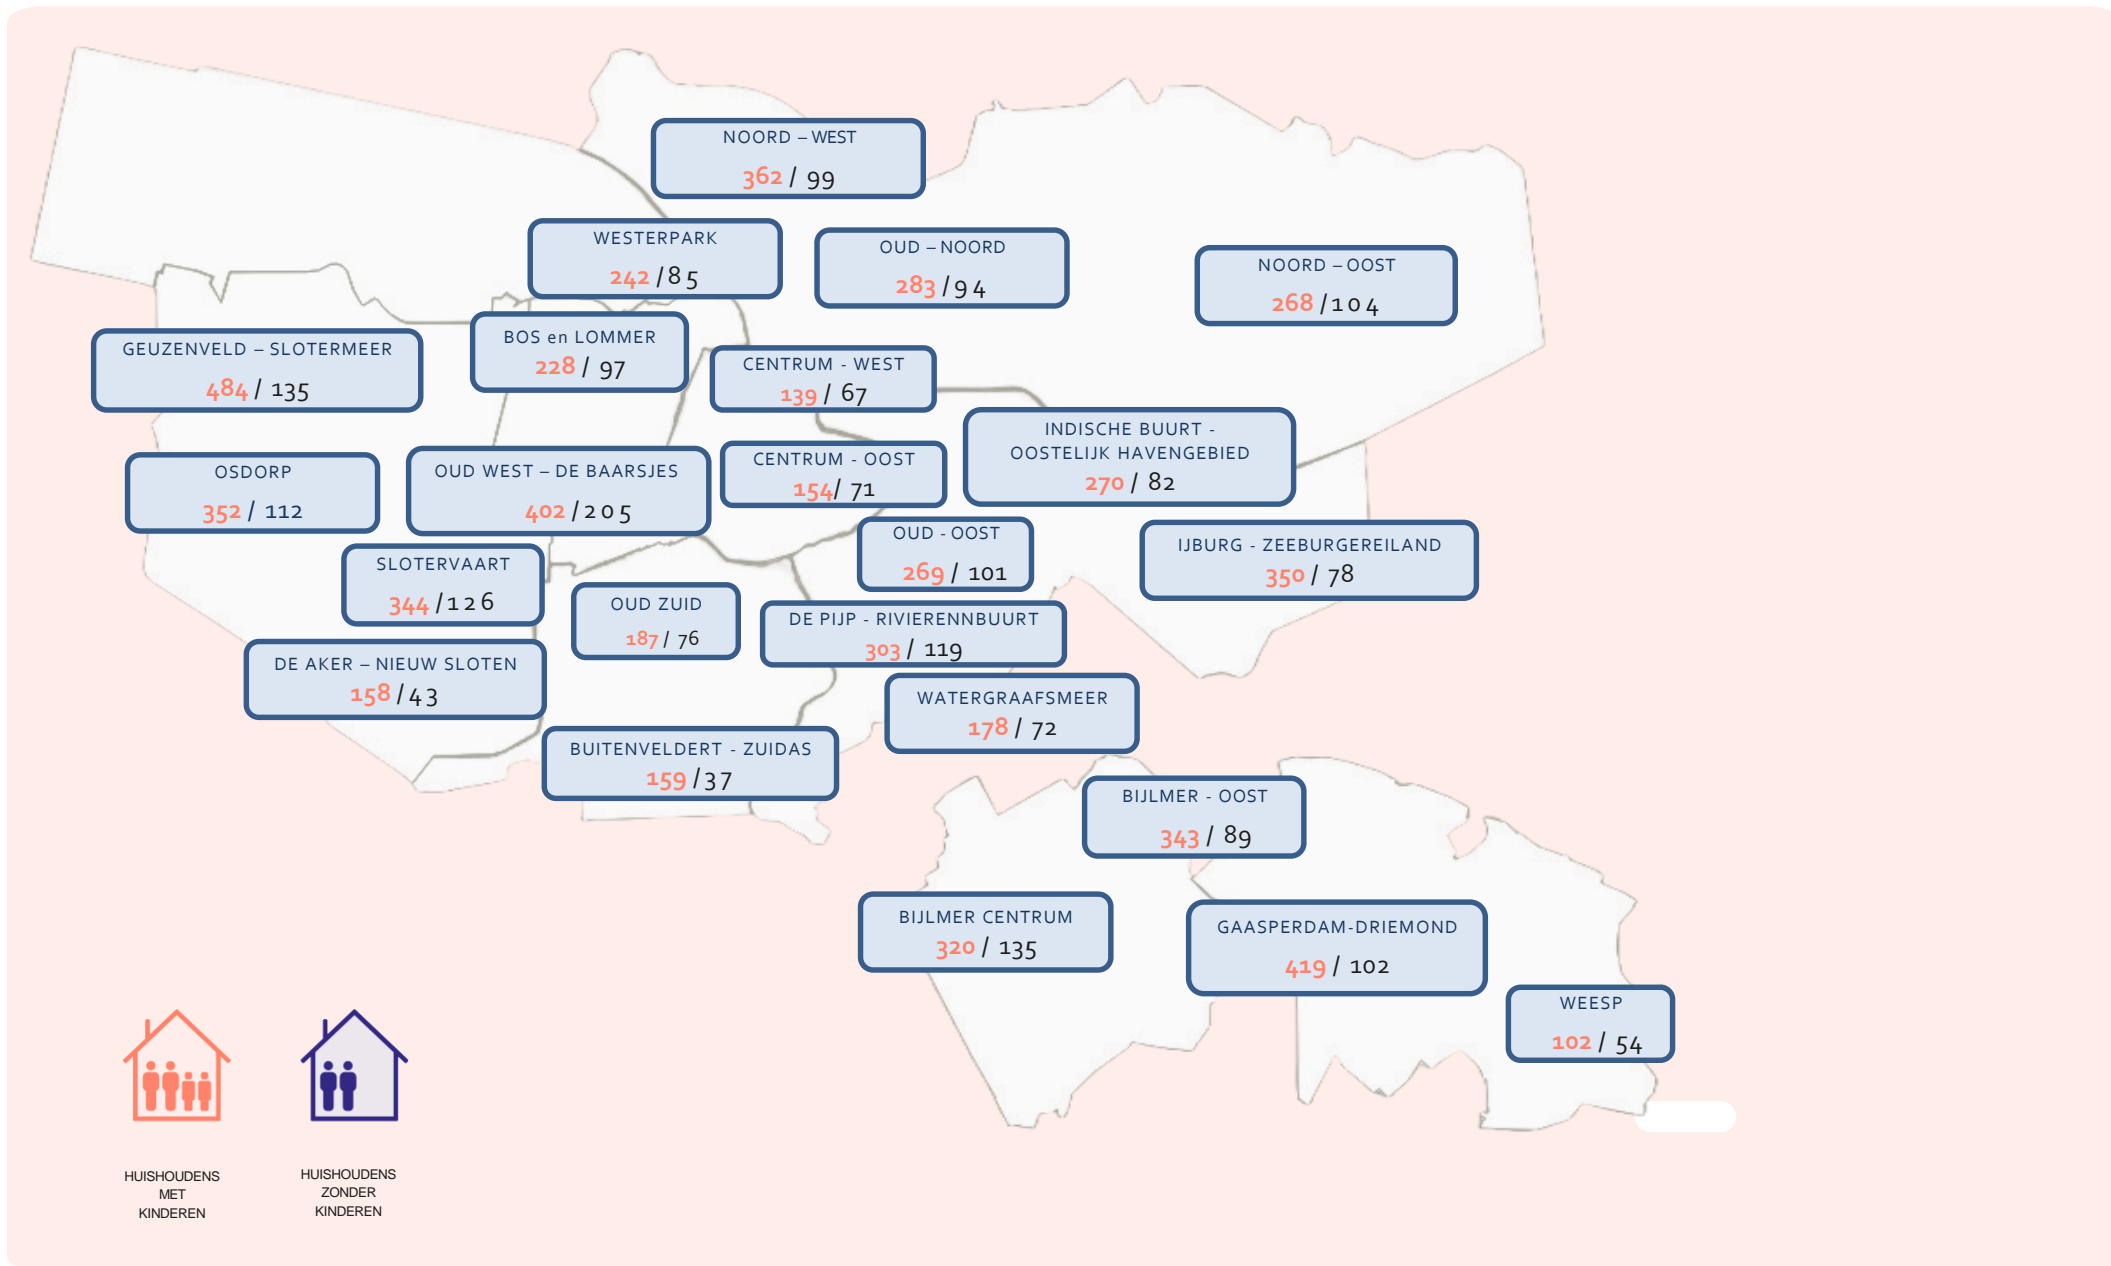 NOORD – WEST
362 / 99
WESTERPARK
242 /85
OUD – NOORD
283 /94
NOORD – OOST
268 /104
GEUZENVELD – SLOTERMEER
484 / 135
BOS en LOMMER
228 / 97
CENTRUM - WEST
139 / 67
INDISCHE BUURT -
OOSTELIJK HAVENGEBIED
270 / 82
OSDORP
352 / 112
OUD WEST – DE BAARSJES
402 /205
CENTRUM - OOST
154/ 71
OUD - OOST
269 / 101
IJBURG - ZEEBURGEREILAND
350 / 78
SLOTERVAART
344 /126
OUD ZUID
187 / 76
DE PIJP - RIVIERENNBUURT
303 / 119
DE AKER – NIEUW SLOTEN
158 /43
WATERGRAAFSMEER
178 / 72
BUITENVELDERT - ZUIDAS
159 /37
BIJLMER - OOST
343 / 89
BIJLMER CENTRUM
320 / 135
GAASPERDAM-DRIEMOND
419 / 102
WEESP
102 / 54
HUISHOUDENS
MET
KINDEREN
HUISHOUDENS
ZONDER
KINDEREN